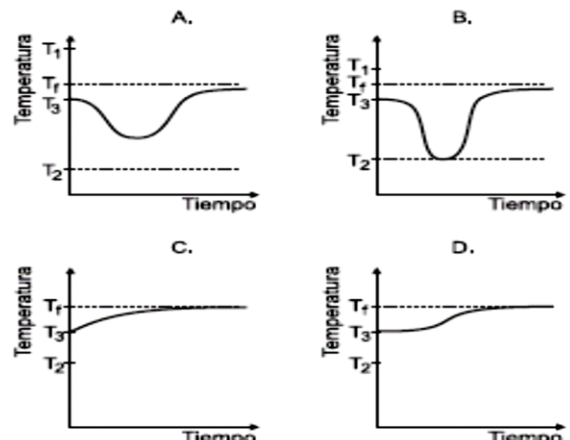 A.
Temperatura
T1
Tf
T3
T2
Tiempo
B.
Temperatura
T1
Tf
T3
T2
Tiempo
C.
Temperatura
Tf
T3
T2
Tiempo
D.
Temperatura
Tf
T3
T2
Tiempo